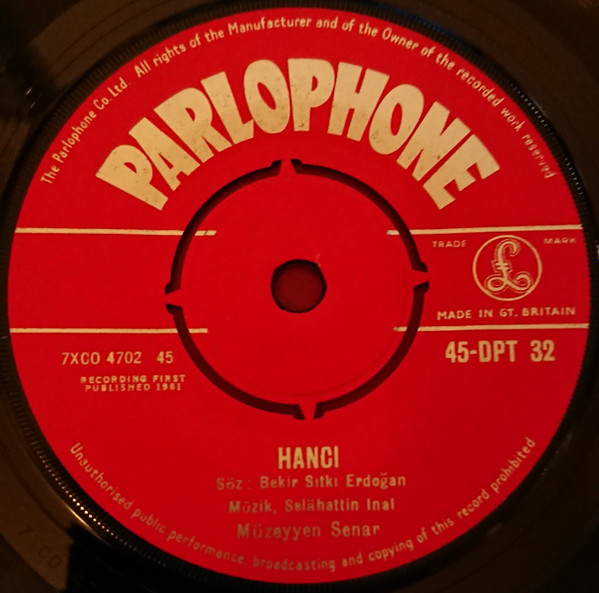 The Parlophone Co. Ltd. All rights of the Manufacturer and of the Owner of the recorded work reserved
PARLOPHONE
TRADE MARK
£
MADE IN GT. BRITAIN
7XCO 4702 45
45-DPT 32
RECORDING FIRST
PUBLISHED 1961
HANCI
Söz : Bekir Sıtkı Erdoğan
Müzik, Selâhattin Inal
Müzeyyen Senar
Unauthorised public performance, broadcasting and copying of this record prohibited